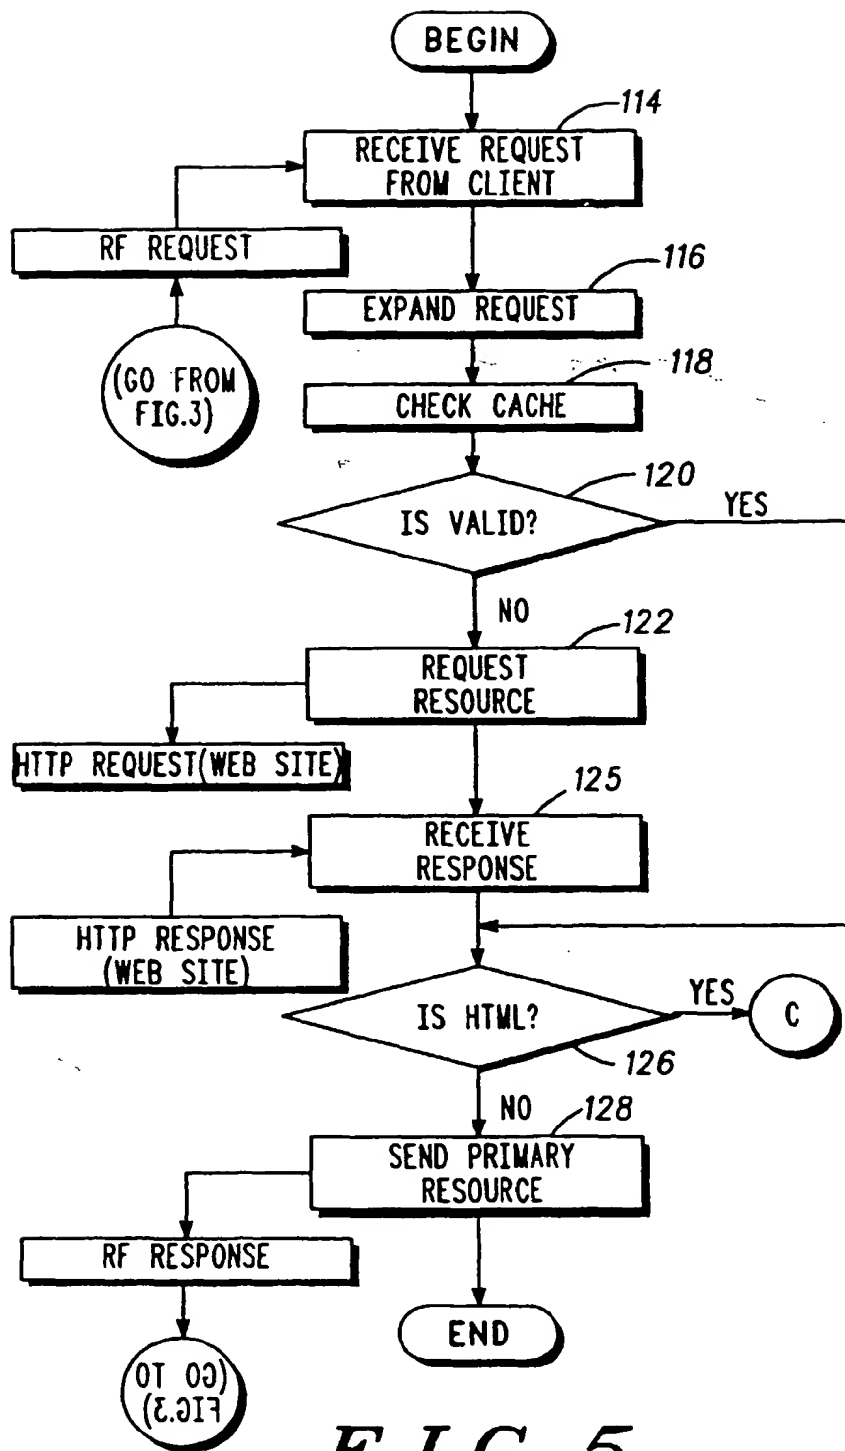 BEGIN
114
RECEIVE REQUEST
FROM CLIENT
RF REQUEST
116
EXPAND REQUEST
(GO FROM
FIG.3)
118
CHECK CACHE
120
IS VALID?
YES
NO
122
REQUEST
RESOURCE
HTTP REQUEST(WEB SITE)
125
RECEIVE
RESPONSE
HTTP RESPONSE
(WEB SITE)
IS HTML?
YES
C
126
NO
128
SEND PRIMARY
RESOURCE
RF RESPONSE
END
(GO TO
FIG.3)
FIG. 5